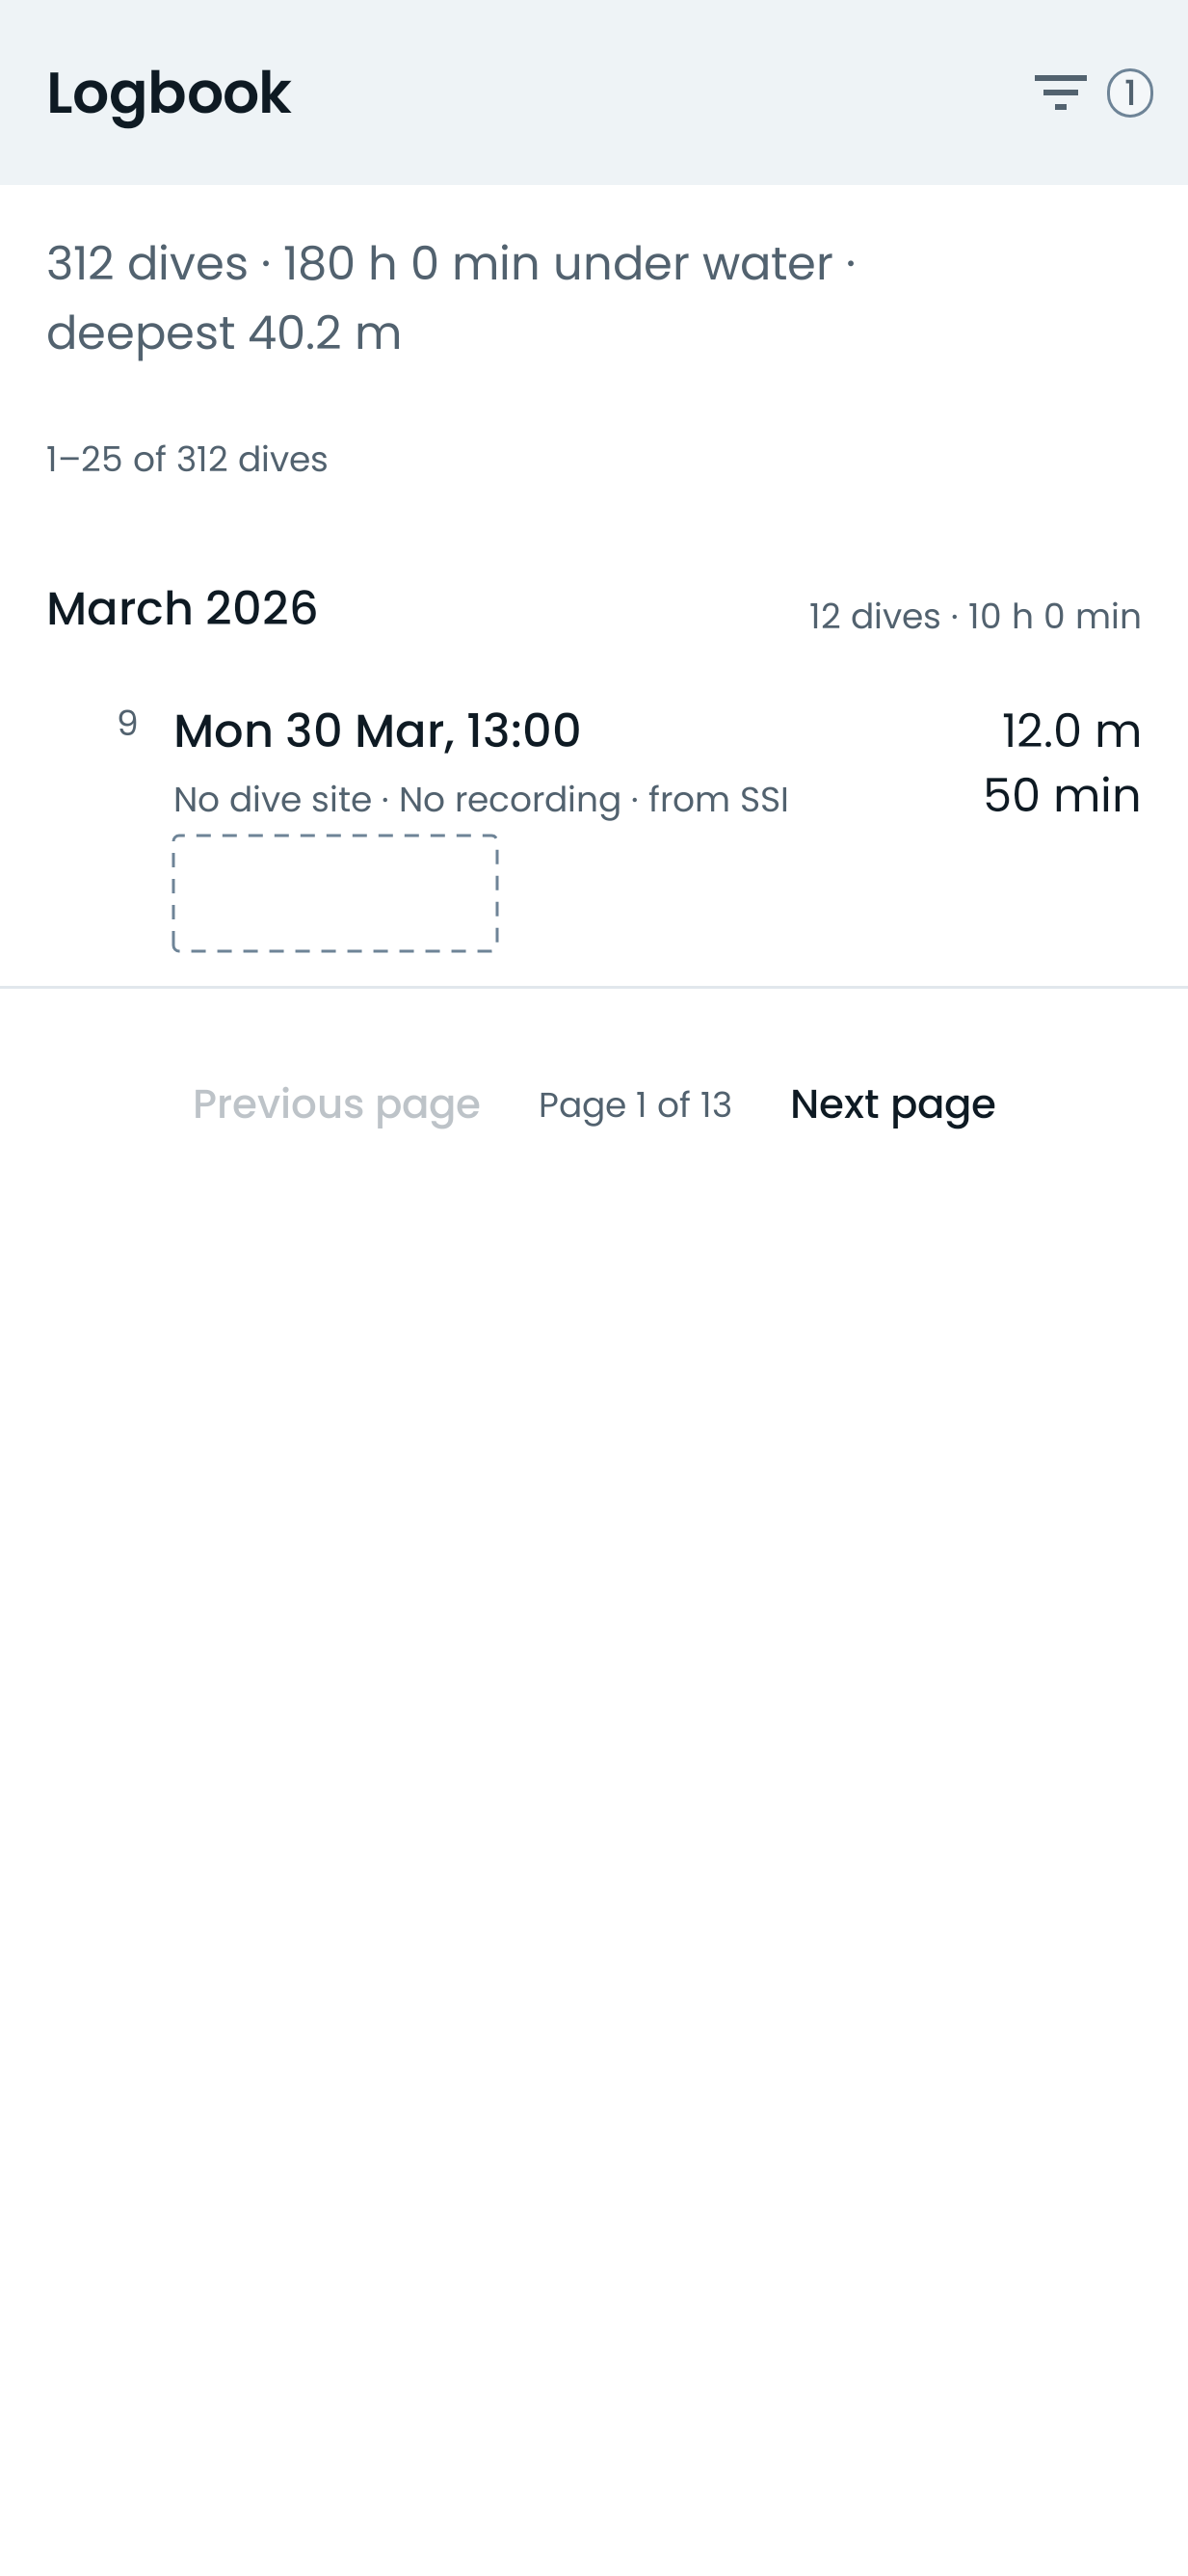 Logbook
1
312 dives · 180 h 0 min under water ·
deepest 40.2 m
1–25 of 312 dives
March 2026
12 dives · 10 h 0 min
9
Mon 30 Mar, 13:00
12.0 m
No dive site · No recording · from SSI
50 min
Previous page
Page 1 of 13
Next page